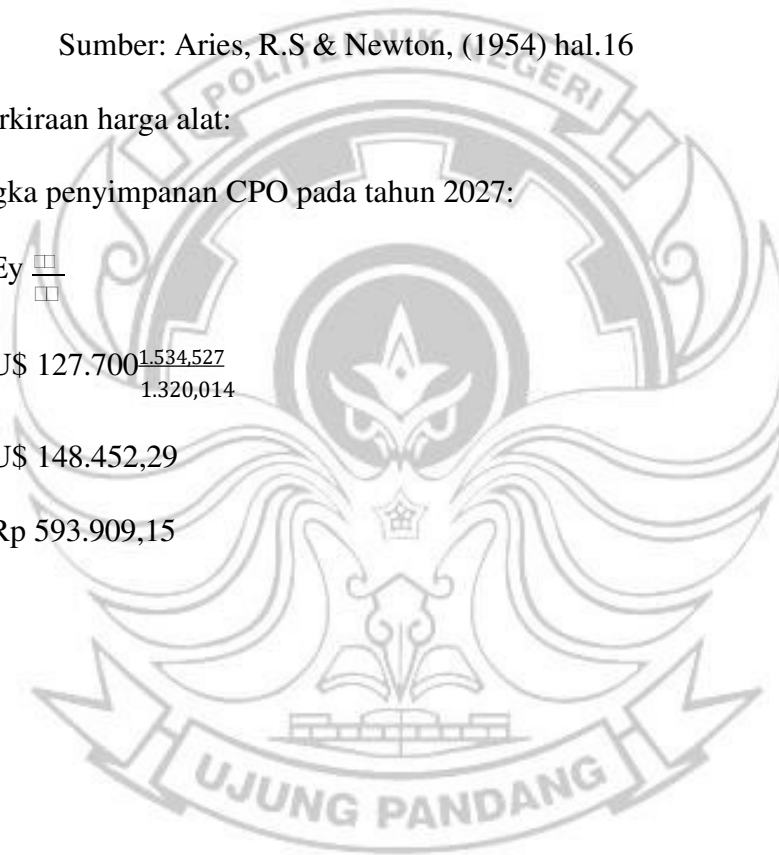 Sumber: Aries, R.S & Newton, (1954) hal.16
POLITEKNIK NEGERI
rkiraan harga alat:
gka penyimpanan CPO pada tahun 2027:
Ey
U$ 127.700 1.534,527
1.320,014
U$ 148.452,29
Rp 593.909,15
UJUNG PANDANG